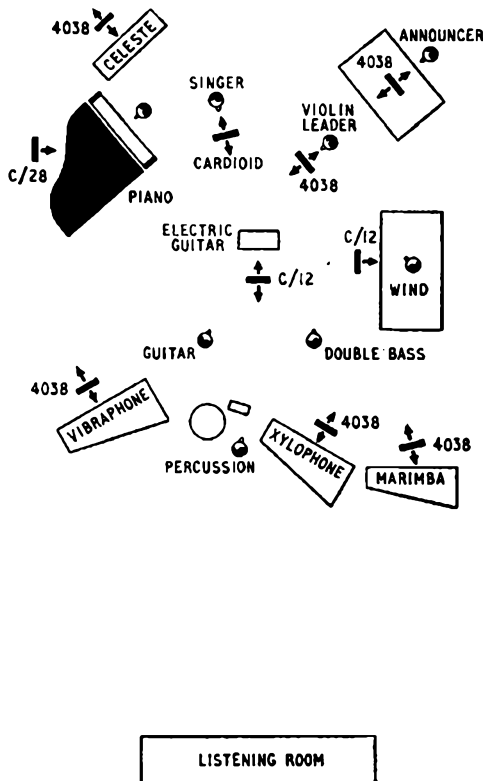 4038
CELESTE
ANNOUNCER
4038
SINGER
VIOLIN
LEADER
4038
CARDIOID
C/28
PIANO
ELECTRIC
GUITAR
C/12
C/12
WIND
GUITAR
DOUBLE BASS
4038
VIBRAPHONE
4038
XYLOPHONE
4038
PERCUSSION
MARIMBA
LISTENING ROOM